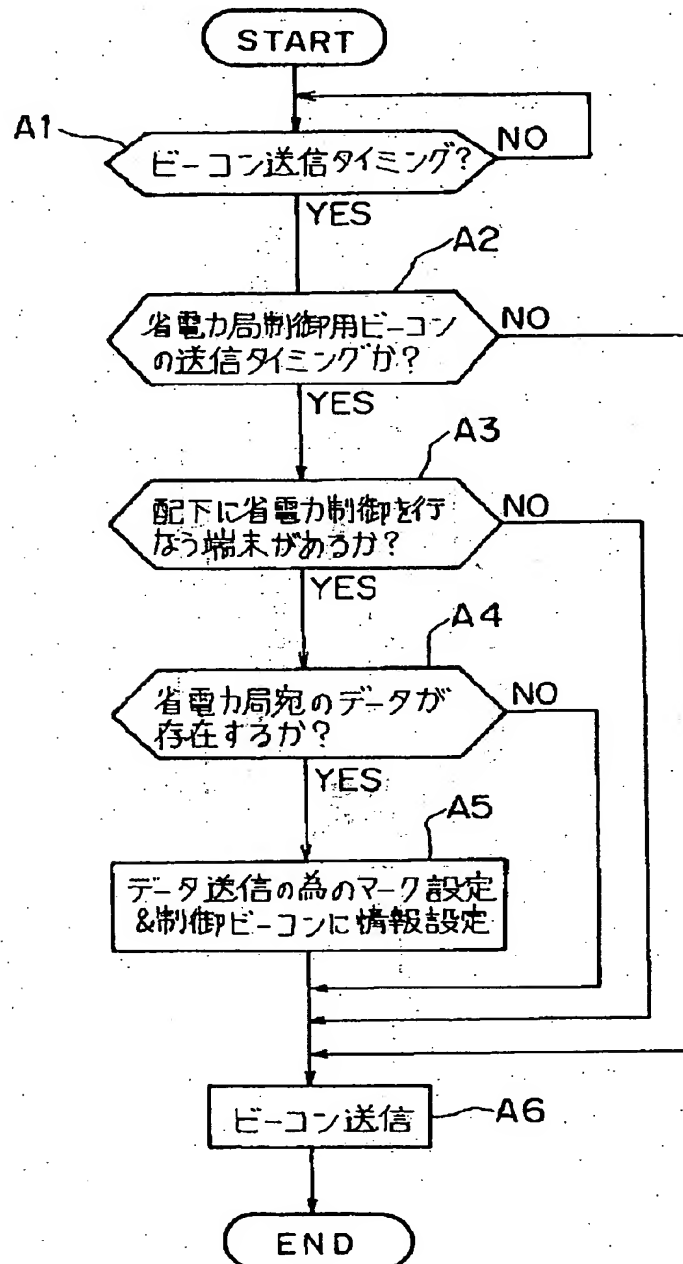 START
A1
ビーコン送信タイミング?
NO
YES
A2
省電力局制御用ビーコン
の送信タイミングか?
NO
YES
A3
配下に省電力制御を行
なう端末があるか?
NO
YES
A4
省電力局宛のデータが
存在するか?
NO
YES
A5
データ送信の為のマーク設定
&制御ビーコンに情報設定
ビーコン送信
A6
END